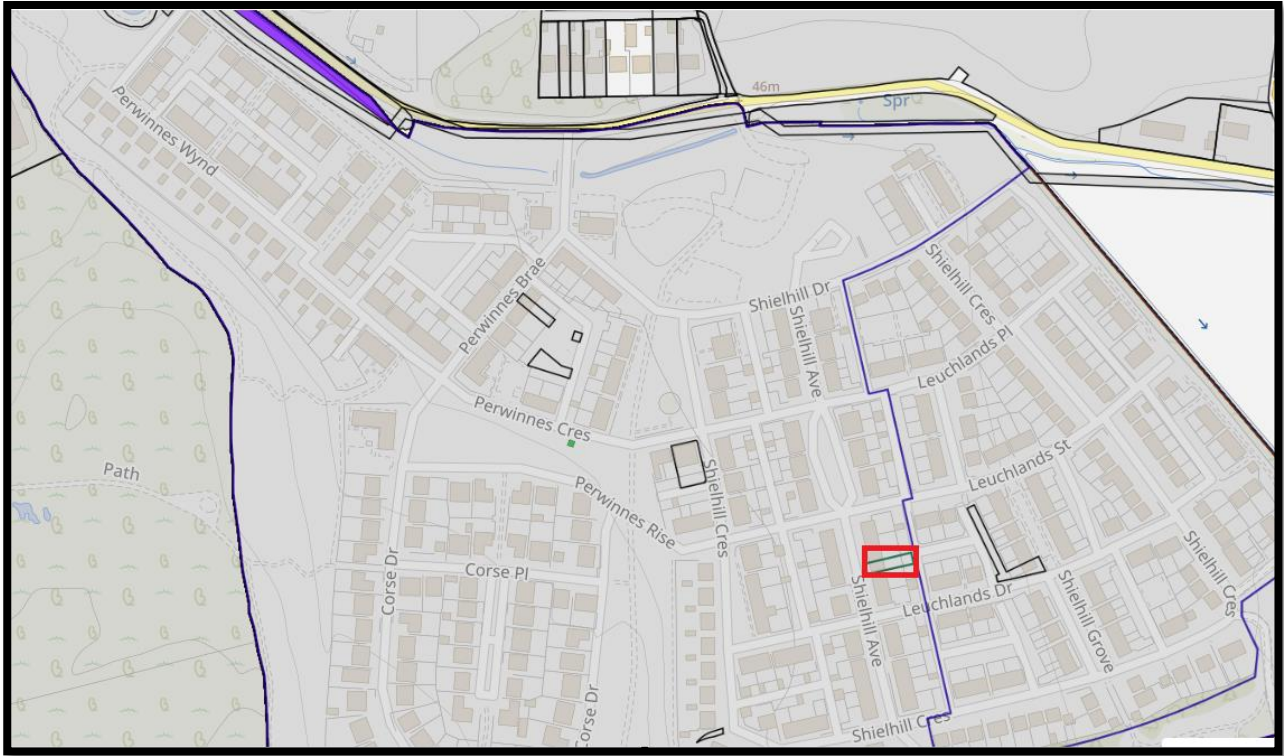 46m
Spr
Perwinnes Wynd
Perwinnes Brae
Shielhill Dr
Shielhill Cres
Shielhill Ave
Leuchlands Pl
Perwinnes Cres
Path
Leuchlands St
Shielhill Cres
Perwinnes Rise
Corse Dr
Corse Pl
Shielhill Ave
Leuchlands Dr
Shielhill Grove
Shielhill Cres
Corse Dr
Shielhill Cres